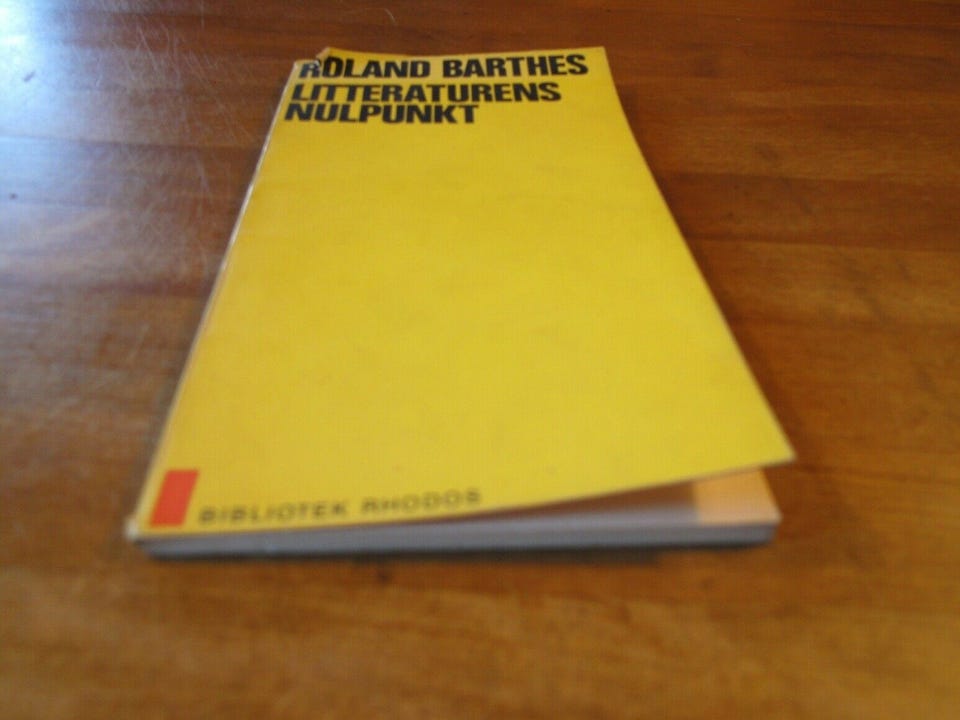 ROLAND BARTHES
LITTERATURENS
NULPUNKT
BIBLIOTEK RHODOS